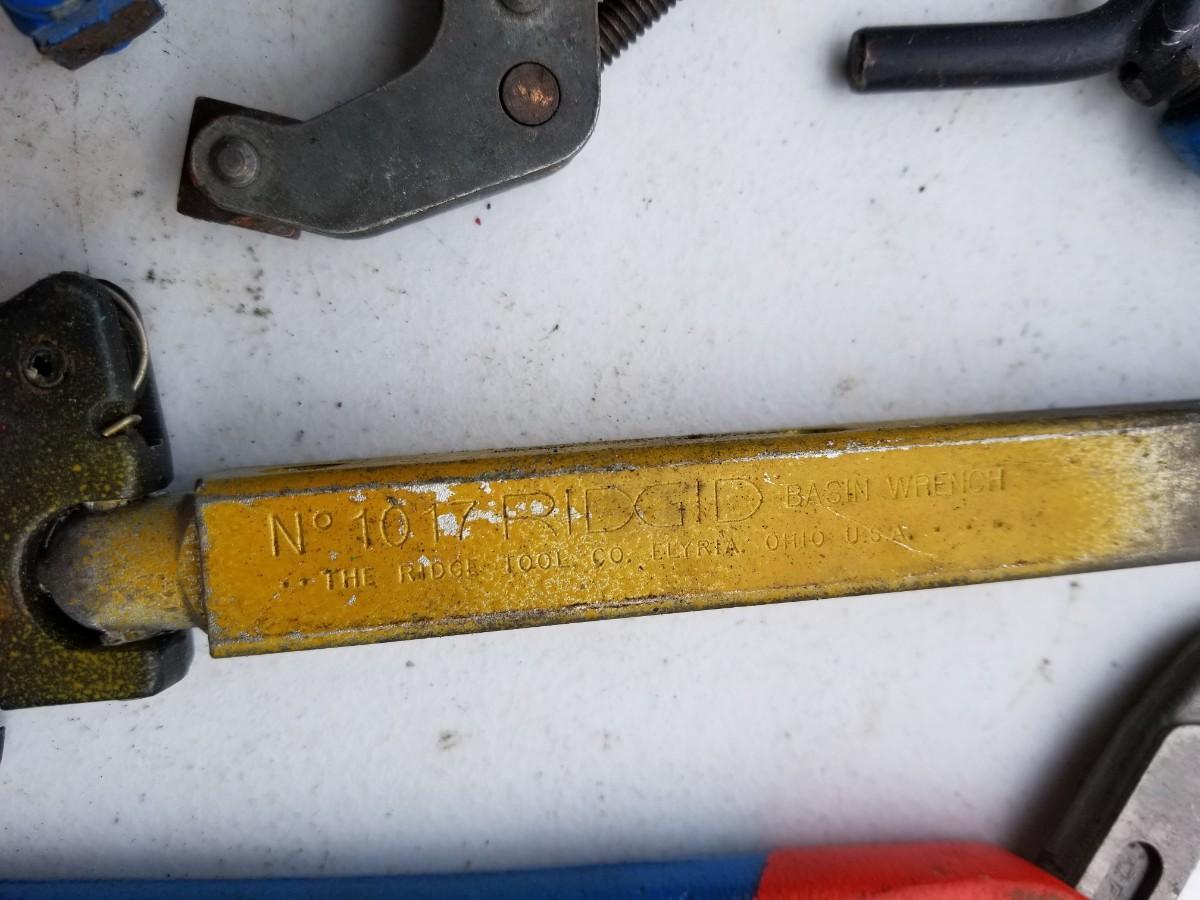 Nº 1017 RIDGID BASIN WRENCH
THE RIDGE TOOL CO. ELYRIA, OHIO U.S.A.